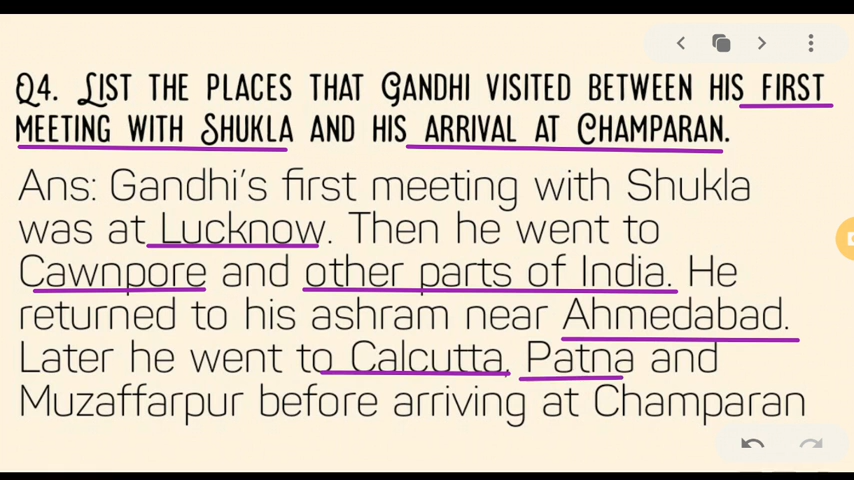 Q4. List the places that Gandhi visited between his first
meeting with Shukla and his arrival at Champaran.
Ans: Gandhi's first meeting with Shukla
was at Lucknow. Then he went to
Cawnpore and other parts of India. He
returned to his ashram near Ahmedabad.
Later he went to Calcutta, Patna and
Muzaffarpur before arriving at Champaran